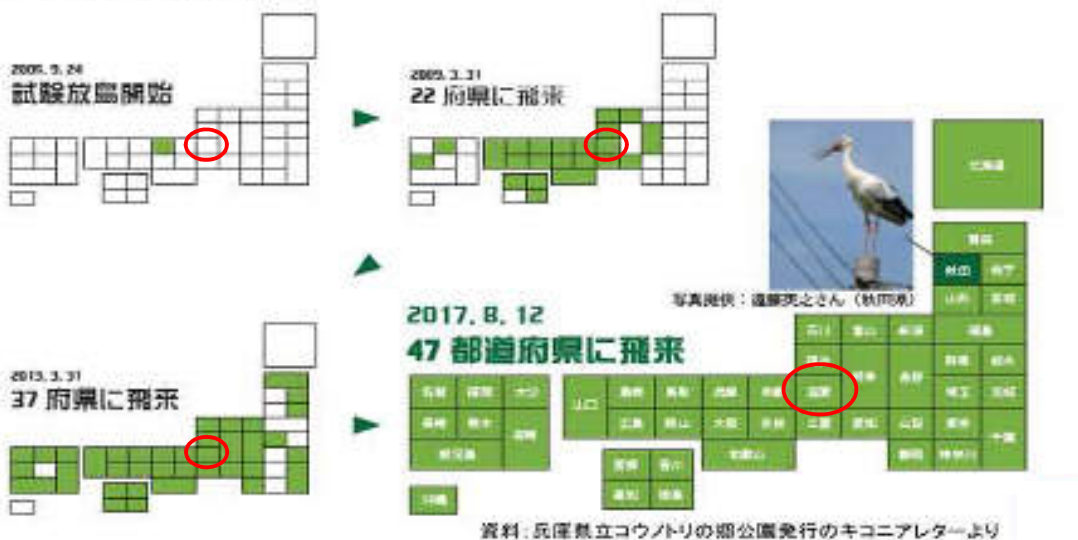 2005.9.24
試験放鳥開始
2009.3.31
22 府県に飛来
2013.3.31
37 府県に飛来
2017.8.12
47 都道府県に飛来
写真提供：遠藤実之さん（秋田県）
北海道
青森
秋田 岩手
山形 宮城
石川 富山 新潟 福島
福井 岐阜 長野 群馬 栃木
佐賀 福岡 大分 山口 島根 鳥取 兵庫 京都 滋賀 埼玉 茨城
長崎 熊本 宮崎 広島 岡山 大阪 奈良 三重 愛知 山梨 東京 千葉
鹿児島 和歌山 静岡 神奈川
愛媛 香川
高知 徳島
沖縄
資料：兵庫県立コウノトリの郷公園発行のキコニアレターより